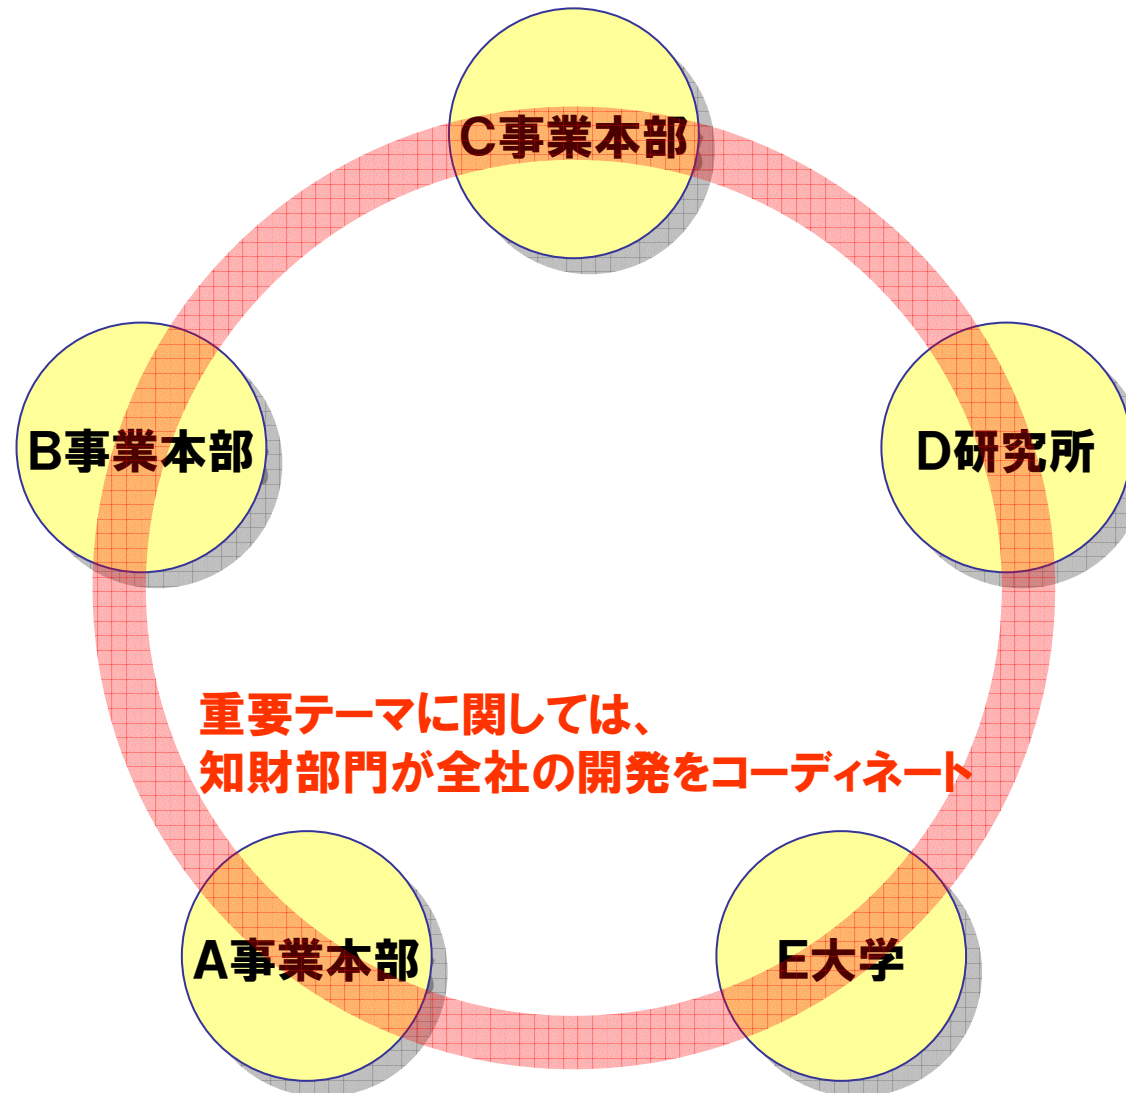 C事業本部
B事業本部
D研究所
重要テーマに関しては、
知財部門が全社の開発をコーディネート
A事業本部
E大学